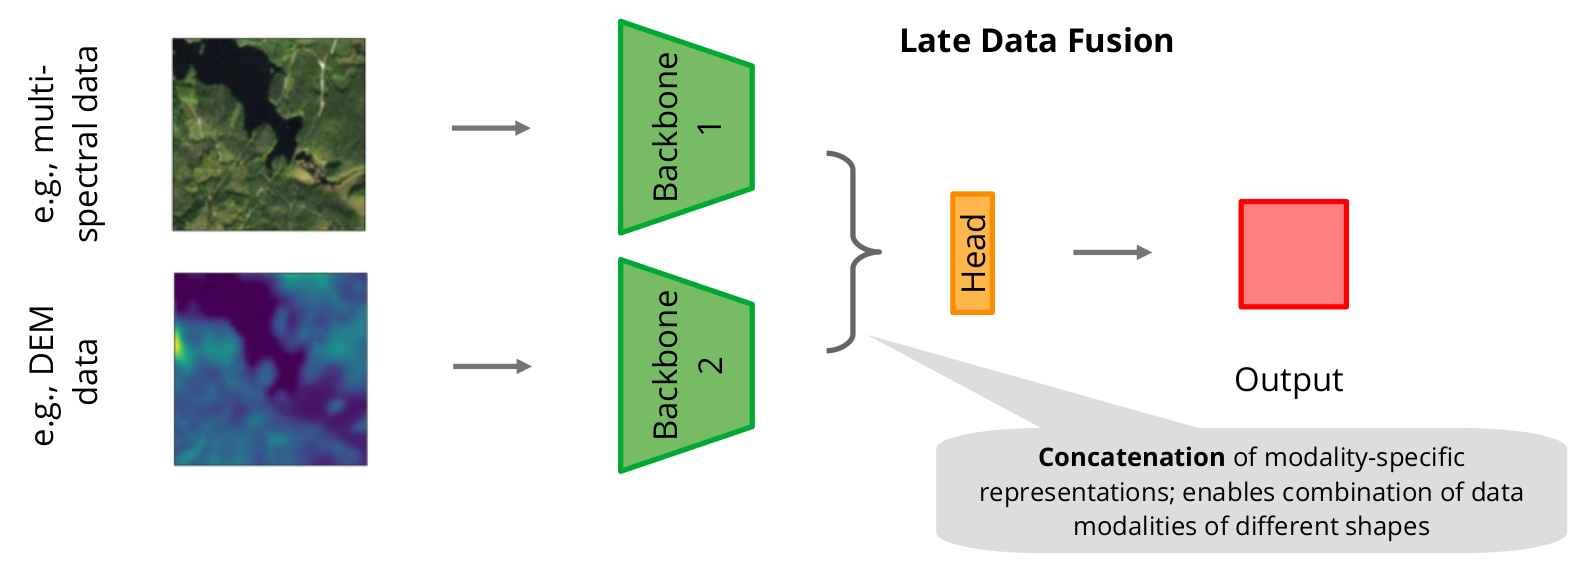 Late Data Fusion
e.g., multi-
spectral data
Backbone
1
e.g., DEM
data
Backbone
2
Head
Output
Concatenation of modality-specific
representations; enables combination of data
modalities of different shapes